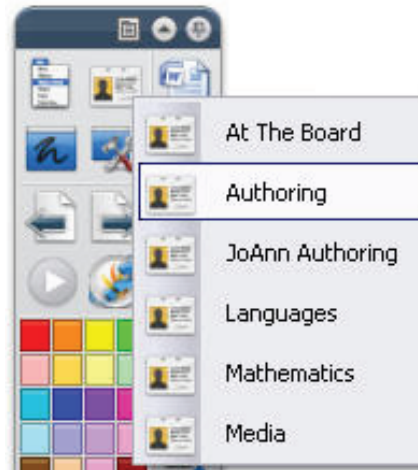 At The Board
Authoring
JoAnn Authoring
Languages
Mathematics
Media